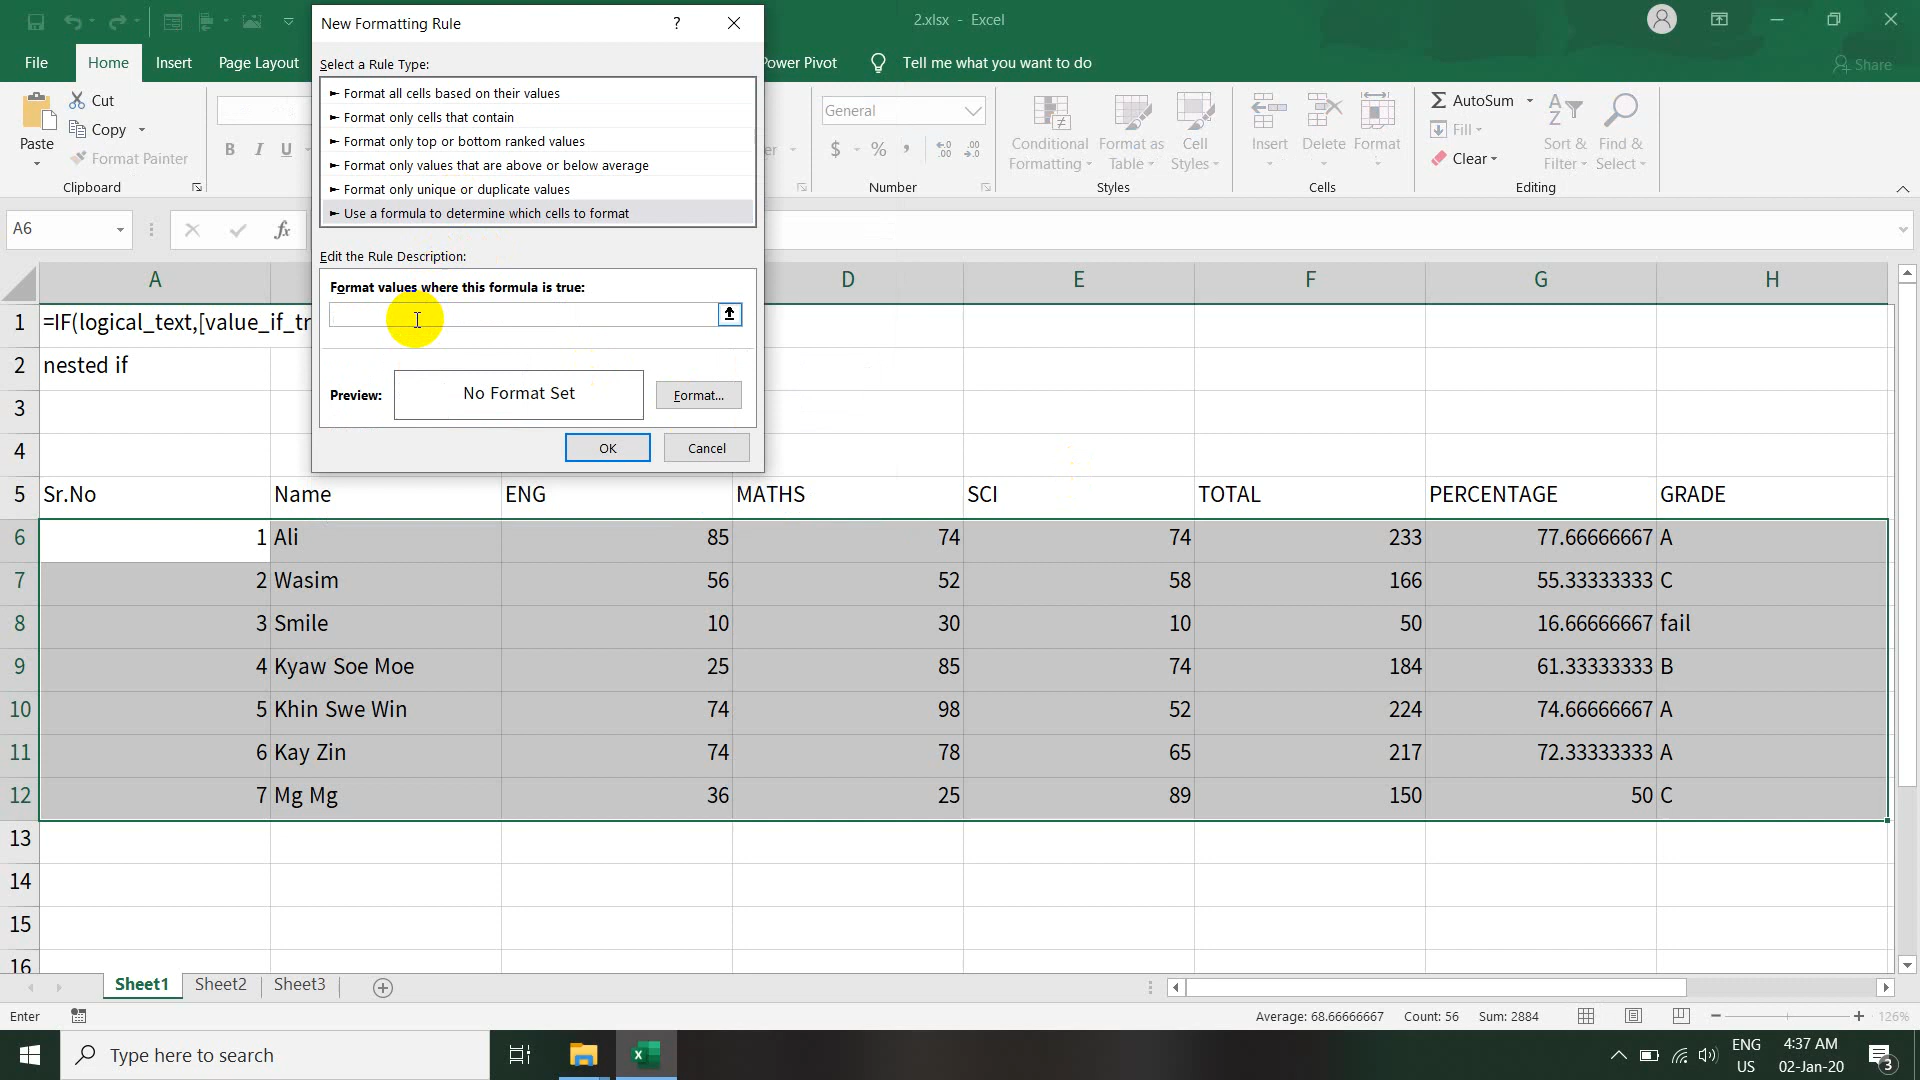 New Formatting Rule ?
2.xlsx - Excel
File Home Insert Page Layout Power Pivot Tell me what you want to do Share
Select a Rule Type:
► Format all cells based on their values
► Format only cells that contain
► Format only top or bottom ranked values
► Format only values that are above or below average
► Format only unique or duplicate values
► Use a formula to determine which cells to format
Edit the Rule Description:
Format values where this formula is true:
Preview: No Format Set Format...
OK Cancel
Paste
Cut
Copy
Format Painter
Clipboard
B I U
General
$ % ,
Number
Conditional Formatting
Format as Table
Cell Styles
Styles
Insert Delete Format
Cells
AutoSum
Fill
Clear
Sort & Filter
Find & Select
Editing
A6 fx
A D E F G H
1 =IF(logical_text,[value_if_tr
2 nested if
3
4
5 Sr.No Name ENG MATHS SCI TOTAL PERCENTAGE GRADE
6 1 Ali 85 74 74 233 77.66666667 A
7 2 Wasim 56 52 58 166 55.33333333 C
8 3 Smile 10 30 10 50 16.66666667 fail
9 4 Kyaw Soe Moe 25 85 74 184 61.33333333 B
10 5 Khin Swe Win 74 98 52 224 74.66666667 A
11 6 Kay Zin 74 78 65 217 72.33333333 A
12 7 Mg Mg 36 25 89 150 50 C
13
14
15
16
Sheet1 Sheet2 Sheet3
Enter Average: 68.66666667 Count: 56 Sum: 2884 126%
Type here to search
ENG
US
4:37 AM
02-Jan-20
3